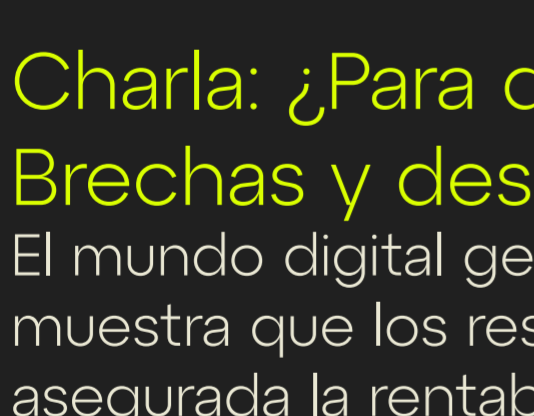 Charla: ¿Para
Brechas y des
El mundo digital ge
muestra que los res
asegurada la rentab